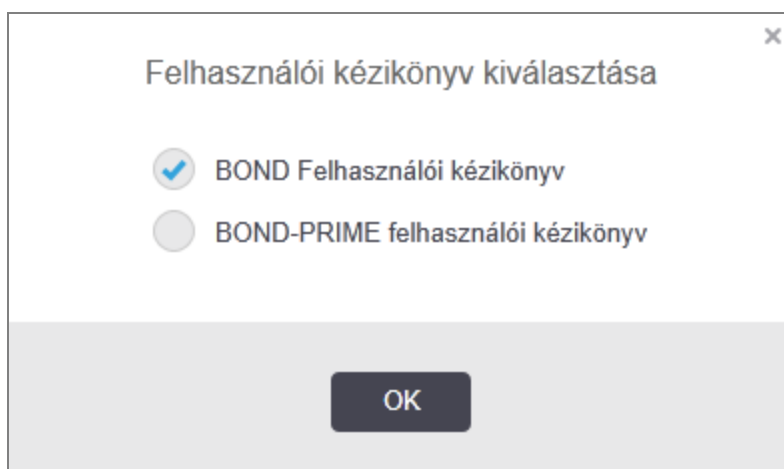 Felhasználói kézikönyv kiválasztása
BOND Felhasználói kézikönyv
BOND-PRIME felhasználói kézikönyv
OK